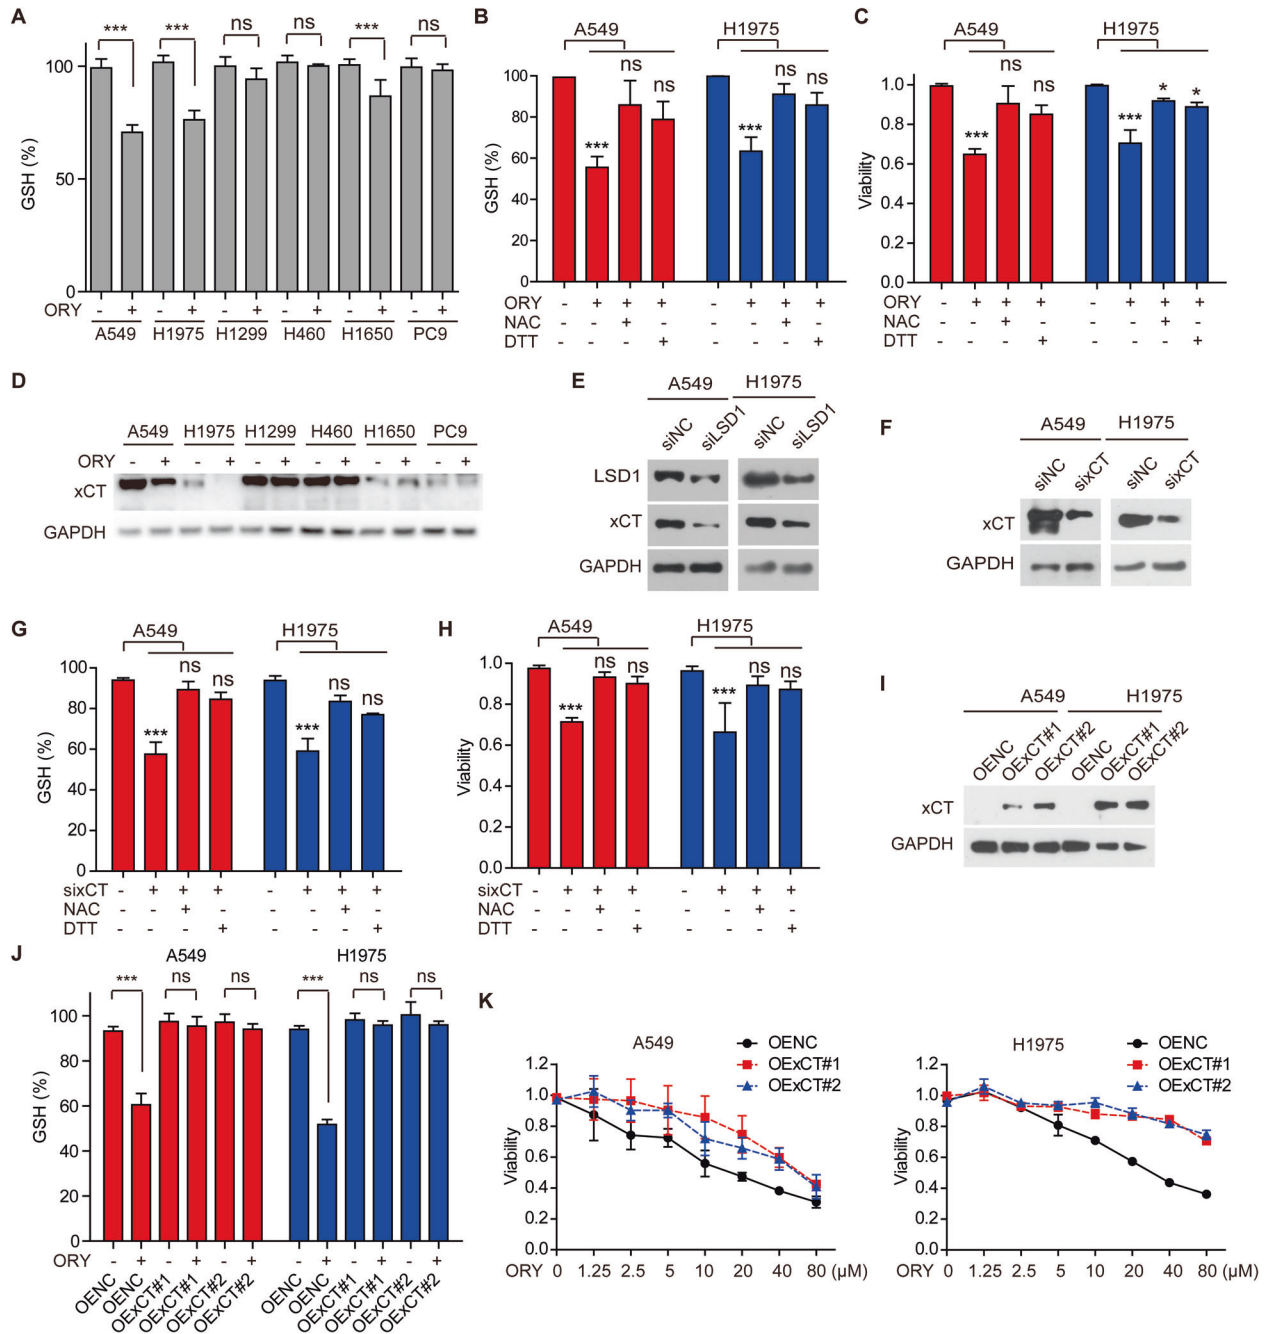 A
*** *** ns ns *** ns
GSH (%)
100
50
0
ORY - + - + - + - + - + - +
A549 H1975 H1299 H460 H1650 PC9
B
A549 H1975
ns ns ns ns
*** ***
GSH (%)
100
80
60
40
20
0
ORY - + + + - + + +
NAC - - + - - - + -
DTT - - - + - - - +
C
A549 H1975
ns ns * *
*** ***
Viability
1.0
0.8
0.6
0.4
0.2
0.0
ORY - + + + - + + +
NAC - - + - - - + -
DTT - - - + - - - +
D
A549 H1975 H1299 H460 H1650 PC9
ORY - + - + - + - + - + - +
xCT
GAPDH
E
A549 H1975
siNC siLSD1 siNC siLSD1
LSD1
xCT
GAPDH
F
A549 H1975
siNC sixCT siNC sixCT
xCT
GAPDH
G
A549 H1975
ns ns ns ns
*** ***
GSH (%)
100
80
60
40
20
0
sixCT - + + + - + + +
NAC - - + - - - + -
DTT - - - + - - - +
H
A549 H1975
ns ns ns ns
*** ***
Viability
1.0
0.8
0.6
0.4
0.2
0.0
sixCT - + + + - + + +
NAC - - + - - - + -
DTT - - - + - - - +
I
A549 H1975
OENC OExCT#1 OExCT#2 OENC OExCT#1 OExCT#2
xCT
GAPDH
J
A549 H1975
*** ns ns *** ns ns
GSH (%)
100
80
60
40
20
0
ORY - + - + - + - + - + - +
OENC OENC OExCT#1 OExCT#1 OExCT#2 OExCT#2 OENC OENC OExCT#1 OExCT#1 OExCT#2 OExCT#2
K
A549
OENC
OExCT#1
OExCT#2
Viability
1.2
1.0
0.8
0.6
0.4
0.2
0.0
ORY 0 1.25 2.5 5 10 20 40 80 (μM)
H1975
OENC
OExCT#1
OExCT#2
Viability
1.2
1.0
0.8
0.6
0.4
0.2
0.0
ORY 0 1.25 2.5 5 10 20 40 80 (μM)